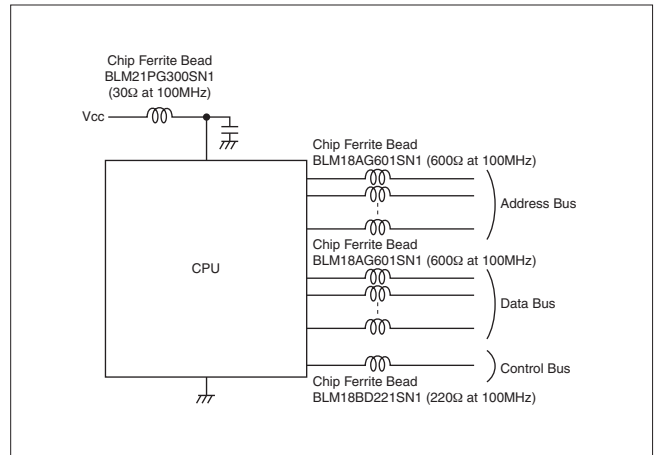 Chip Ferrite Bead
BLM21PG300SN1
(30Ω at 100MHz)
Vcc
Chip Ferrite Bead
BLM18AG601SN1 (600Ω at 100MHz)
Address Bus
Chip Ferrite Bead
BLM18AG601SN1 (600Ω at 100MHz)
CPU
Data Bus
Control Bus
Chip Ferrite Bead
BLM18BD221SN1 (220Ω at 100MHz)